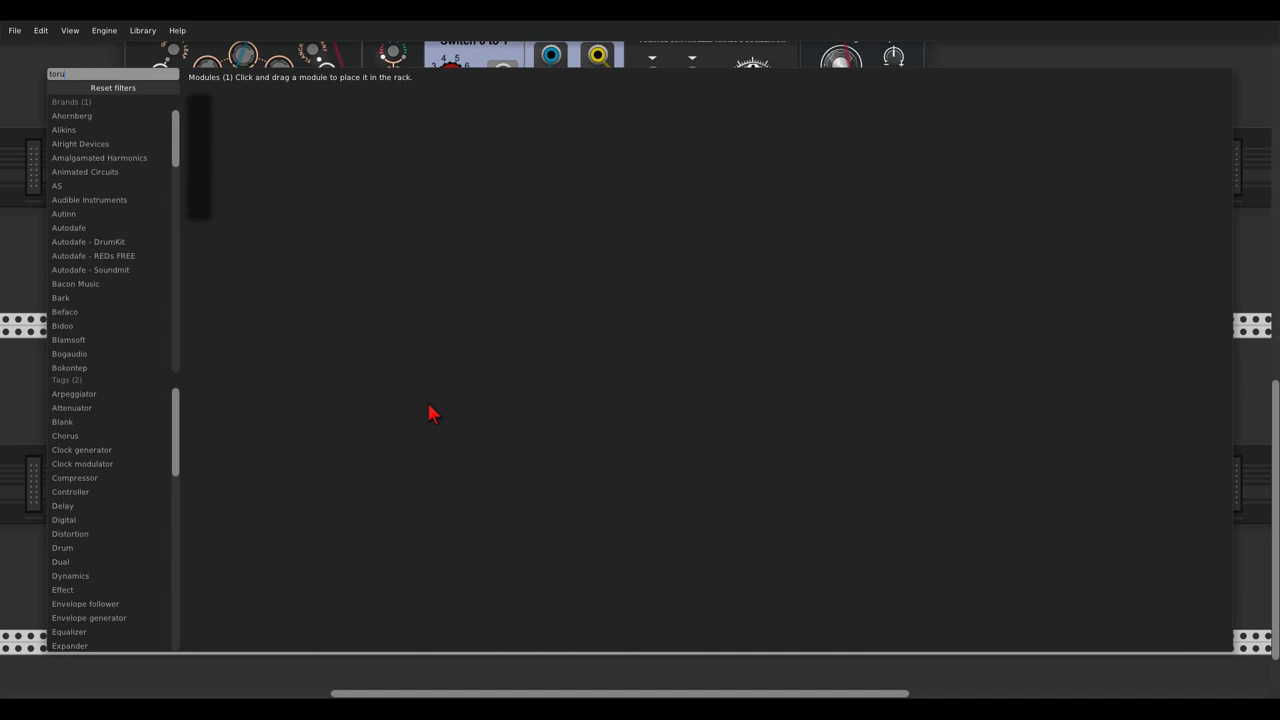 File Edit View Engine Library Help
Switch 8 to 1
3 4 5 6
toru
Modules (1) Click and drag a module to place it in the rack.
Reset filters
Brands (1)
Ahornberg
Alikins
Alright Devices
Amalgamated Harmonics
Animated Circuits
AS
Audible Instruments
Autinn
Autodafe
Autodafe - DrumKit
Autodafe - REDs FREE
Autodafe - Soundmit
Bacon Music
Bark
Befaco
Bidoo
Blamsoft
Bogaudio
Bokontep
Tags (2)
Arpeggiator
Attenuator
Blank
Chorus
Clock generator
Clock modulator
Compressor
Controller
Delay
Digital
Distortion
Drum
Dual
Dynamics
Effect
Envelope follower
Envelope generator
Equalizer
Expander